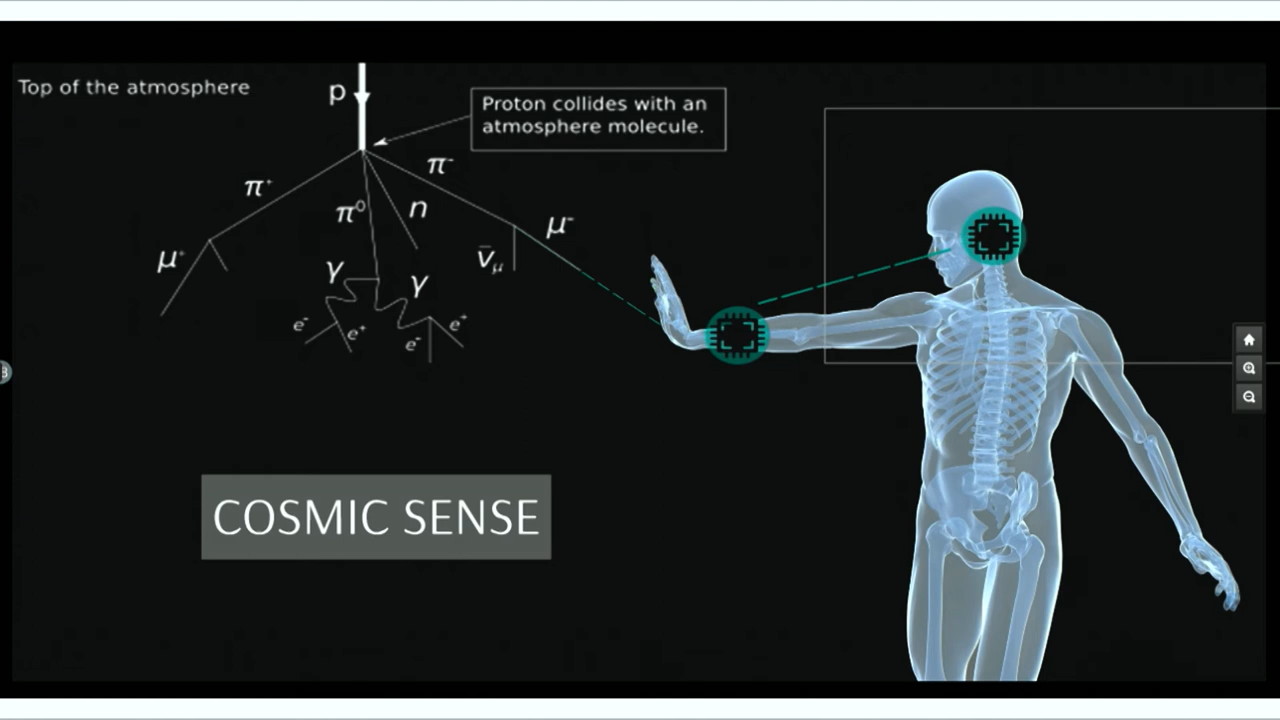 Top of the atmosphere
p
Proton collides with an
atmosphere molecule.
π⁺
π⁰
n
π⁻
μ⁺
γ
γ
ν̅μ
μ⁻
e⁻
e⁺
e⁻
e⁺
COSMIC SENSE